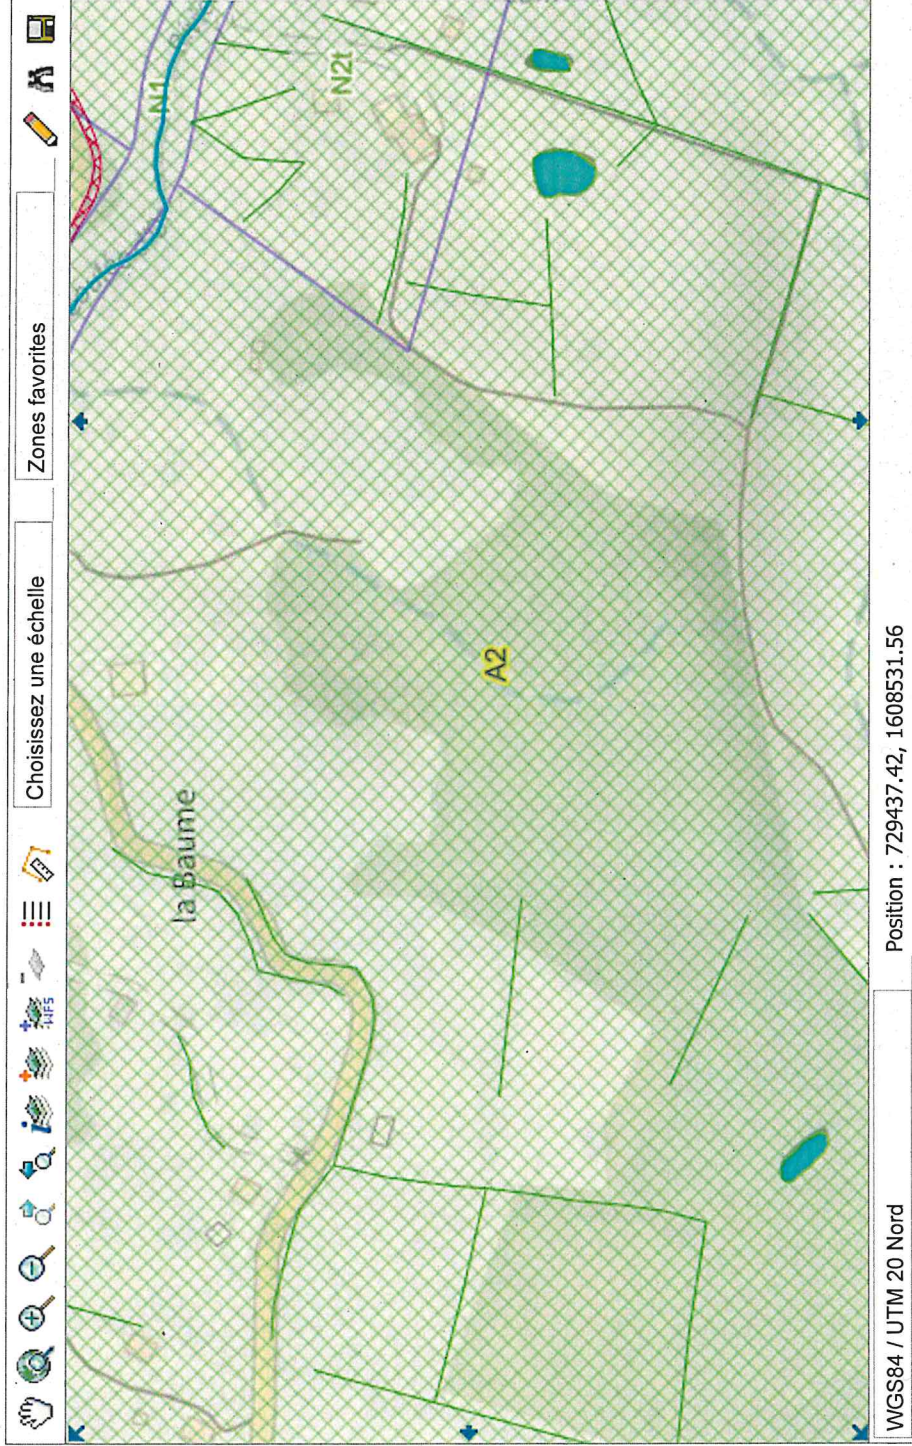 Choisissez une échelle
Zones favorites
WFS
N1
N2t
la Baume
A2
WGS84 / UTM 20 Nord
Position : 729437.42, 1608531.56